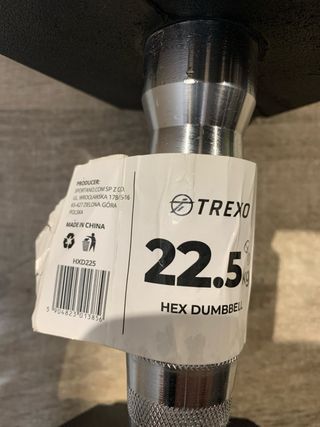 PRODUCER:
SPORTANO.COM SP. Z O.O.
UL. WROCŁAWSKA 17B/516
65-427 ZIELONA GÓRA
POLSKA
MADE IN CHINA
HXD225
TREXO
22.5 kg
HEX DUMBBELL